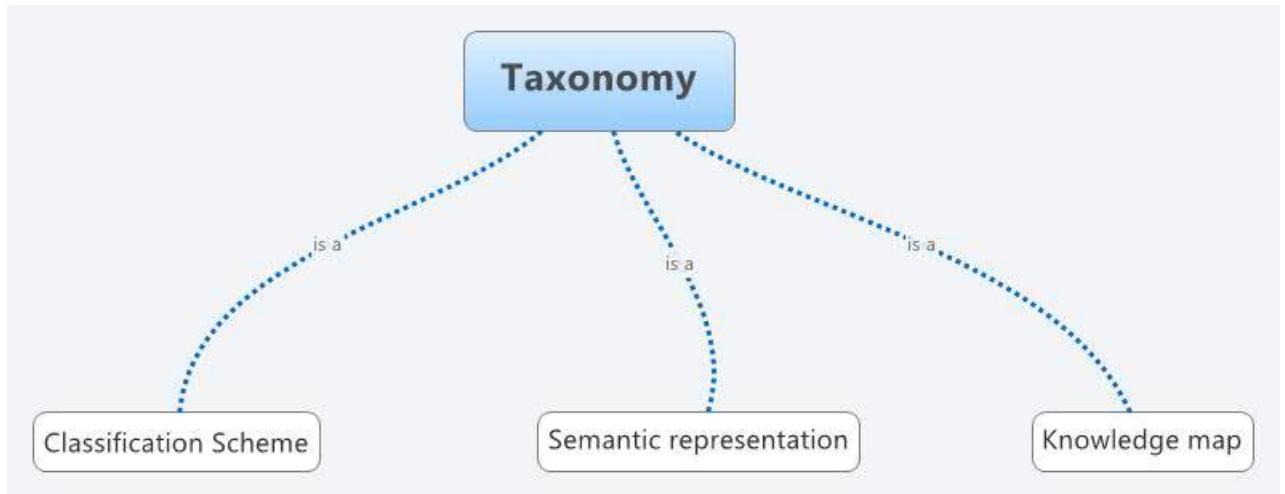 Taxonomy
is a
is a
is a
Classification Scheme
Semantic representation
Knowledge map